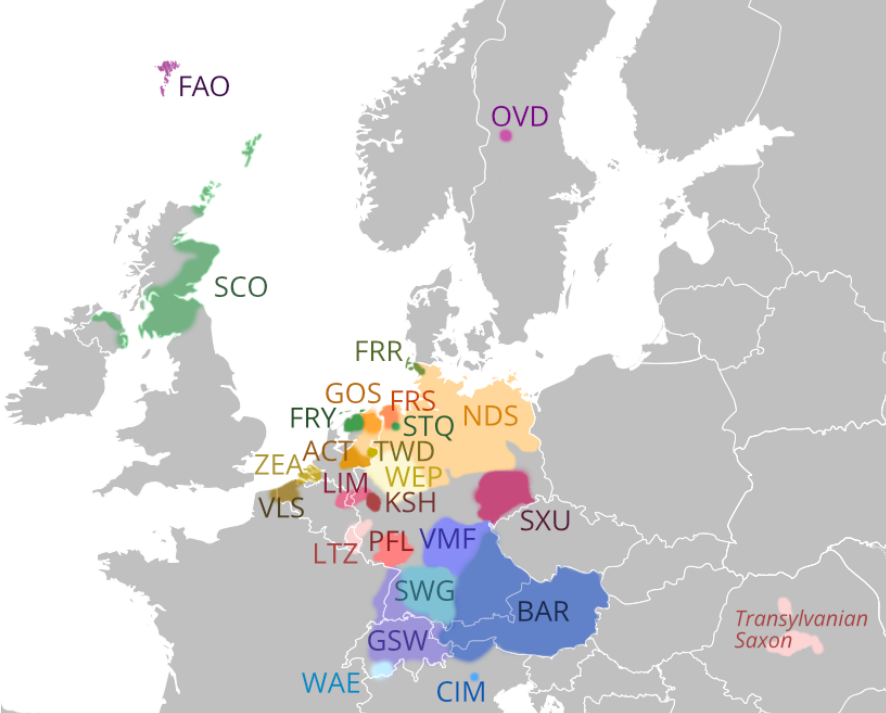 FAO
OVD
SCO
FRR
GOS
FRS
FRY
NDS
STQ
ACT
TWD
ZEA
WEP
LIM
VLS
KSH
SXU
LTZ
PFL
VMF
SWG
BAR
Transylvanian
Saxon
GSW
WAE
CIM